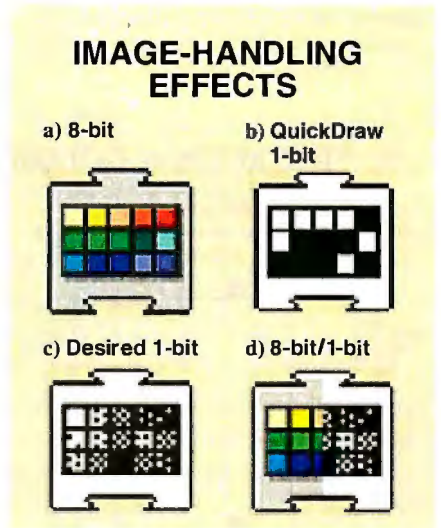 IMAGE-HANDLING
EFFECTS
a) 8-bit
b) QuickDraw
1-bit
c) Desired 1-bit
d) 8-bit/1-bit